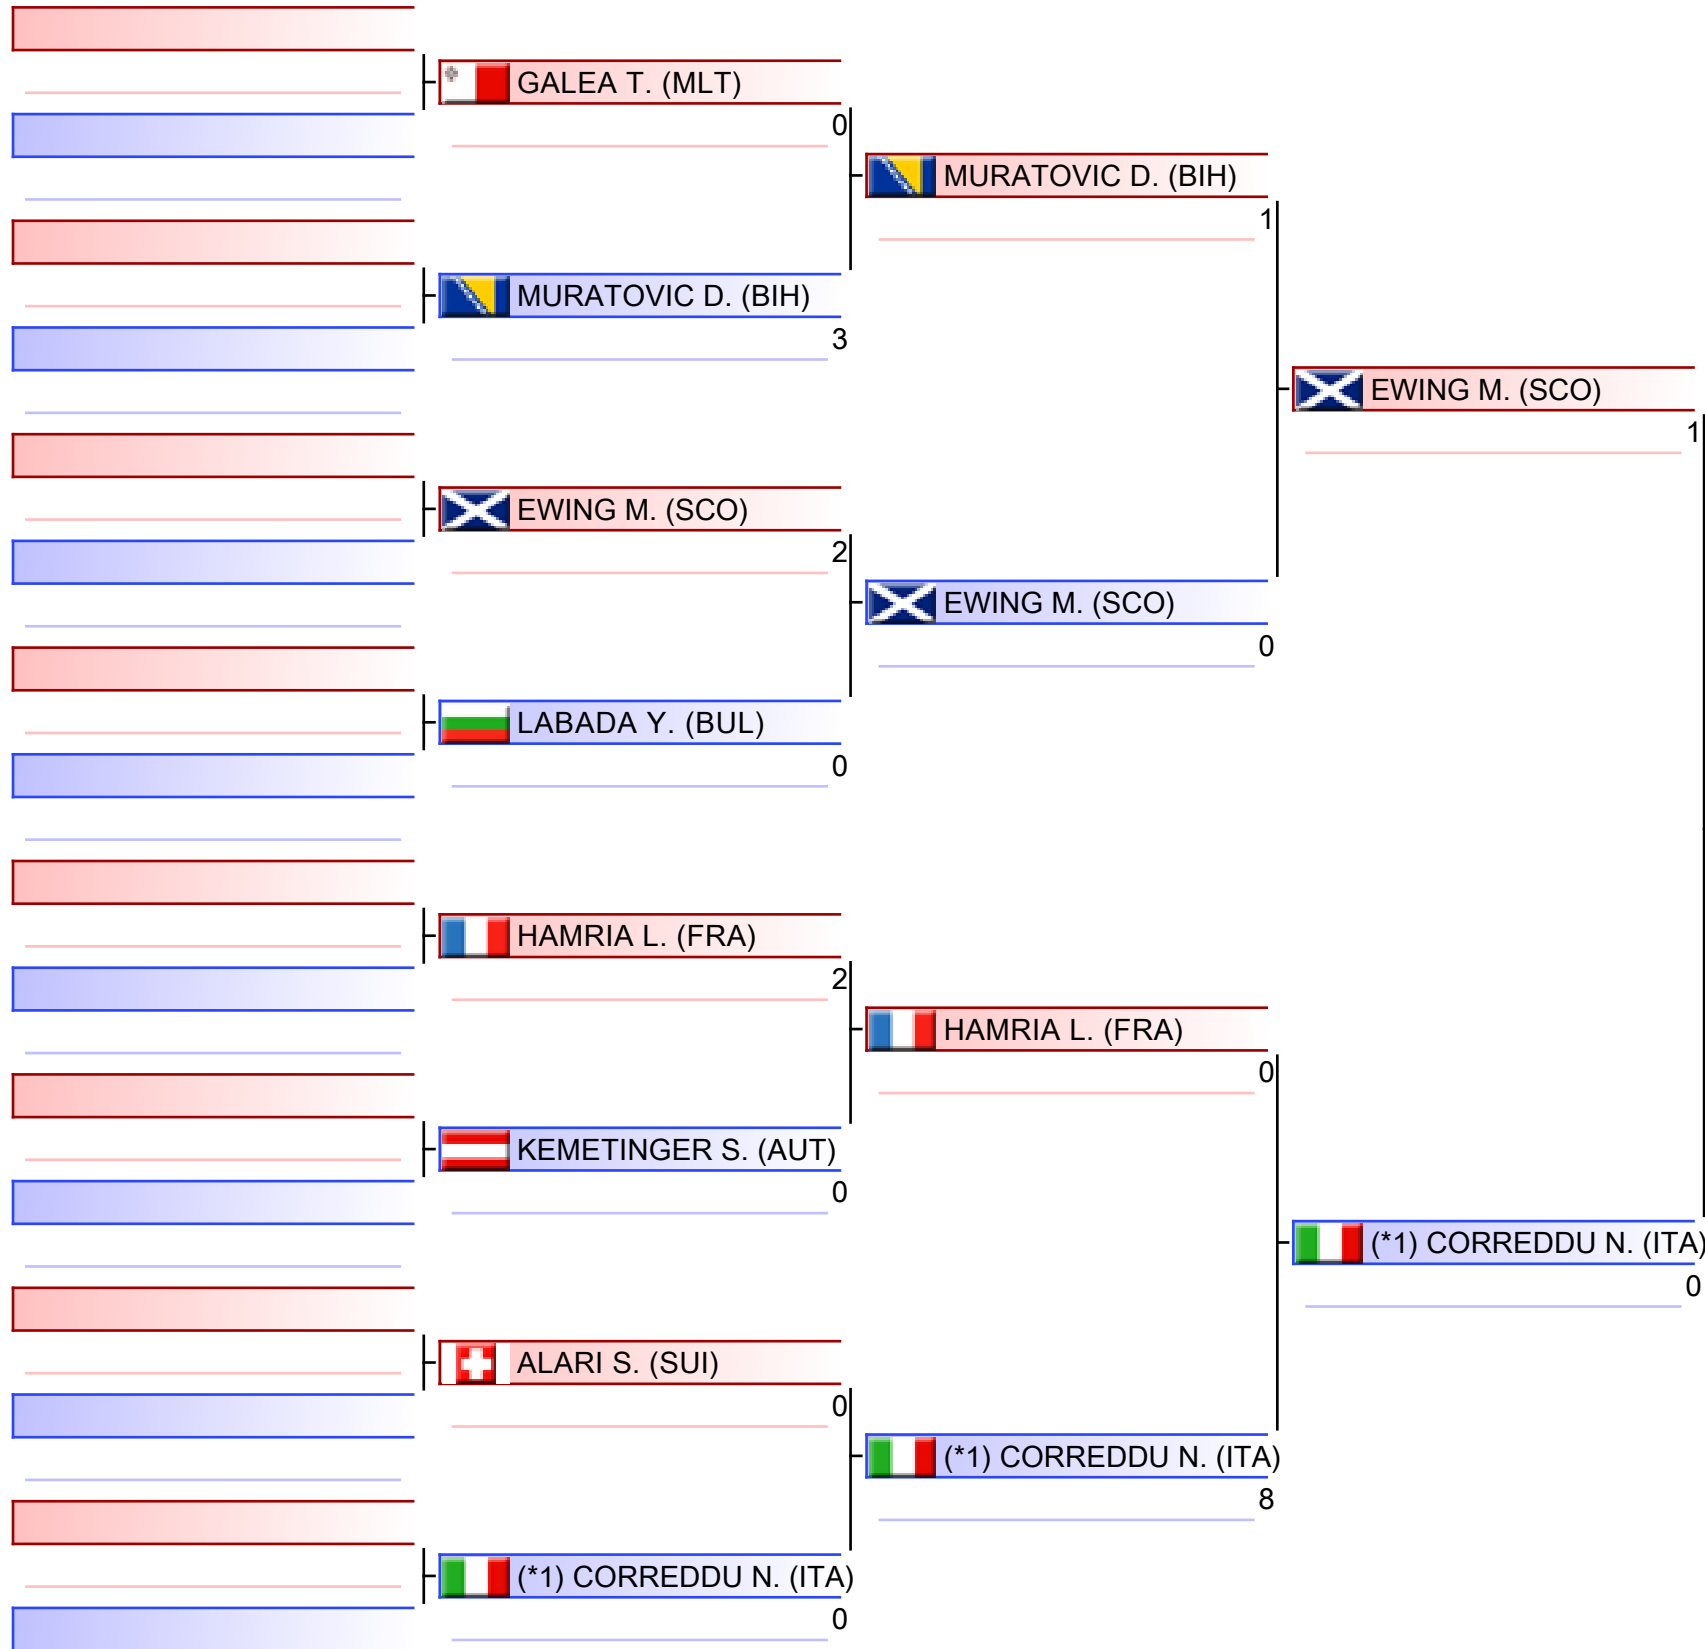 GALEA T. (MLT)
0
MURATOVIC D. (BIH)
1
MURATOVIC D. (BIH)
3
EWING M. (SCO)
1
EWING M. (SCO)
2
EWING M. (SCO)
0
LABADA Y. (BUL)
0
HAMRIA L. (FRA)
2
HAMRIA L. (FRA)
0
KEMETINGER S. (AUT)
0
(*1) CORREDDU N. (ITA)
0
ALARI S. (SUI)
0
(*1) CORREDDU N. (ITA)
8
(*1) CORREDDU N. (ITA)
0